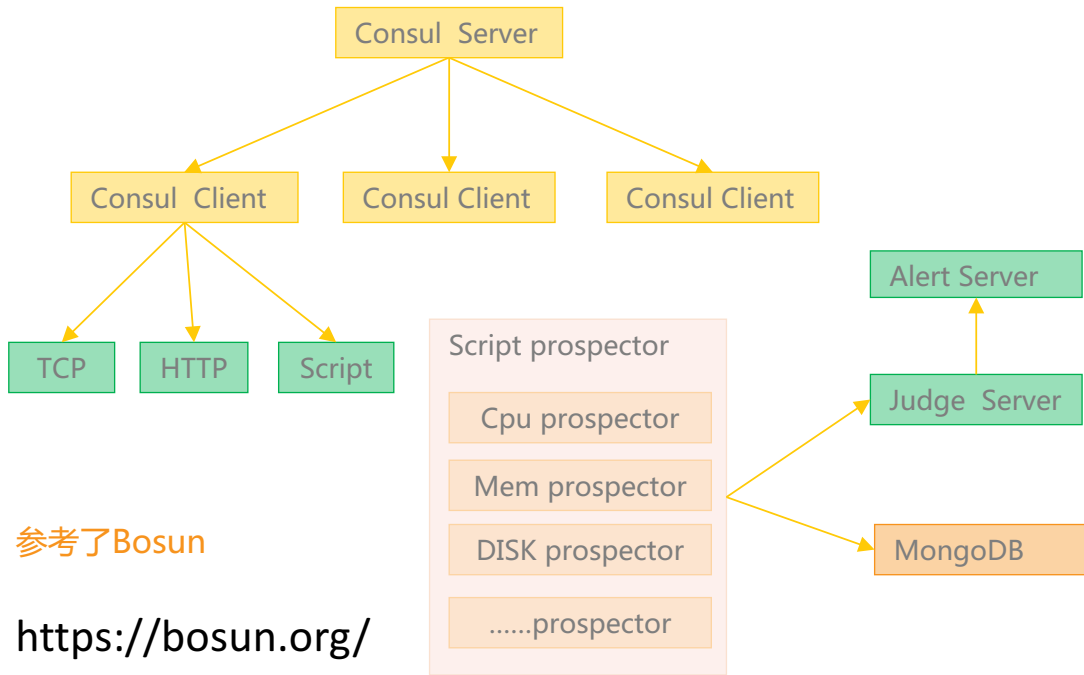 Consul Server
Consul Client
Consul Client
Consul Client
TCP
HTTP
Script
Script prospector
Cpu prospector
Mem prospector
DISK prospector
......prospector
Alert Server
Judge Server
MongoDB
参考了Bosun
https://bosun.org/